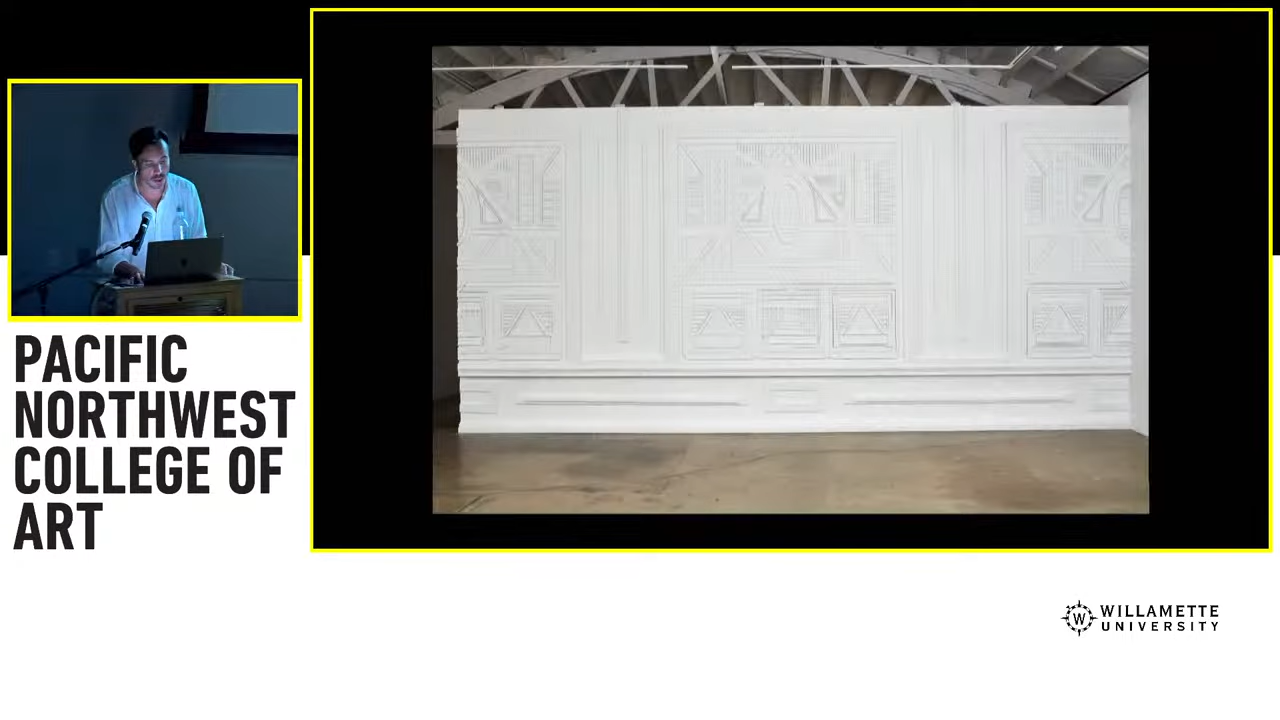 PACIFIC
NORTHWEST
COLLEGE OF
ART
W
WILLAMETTE
UNIVERSITY